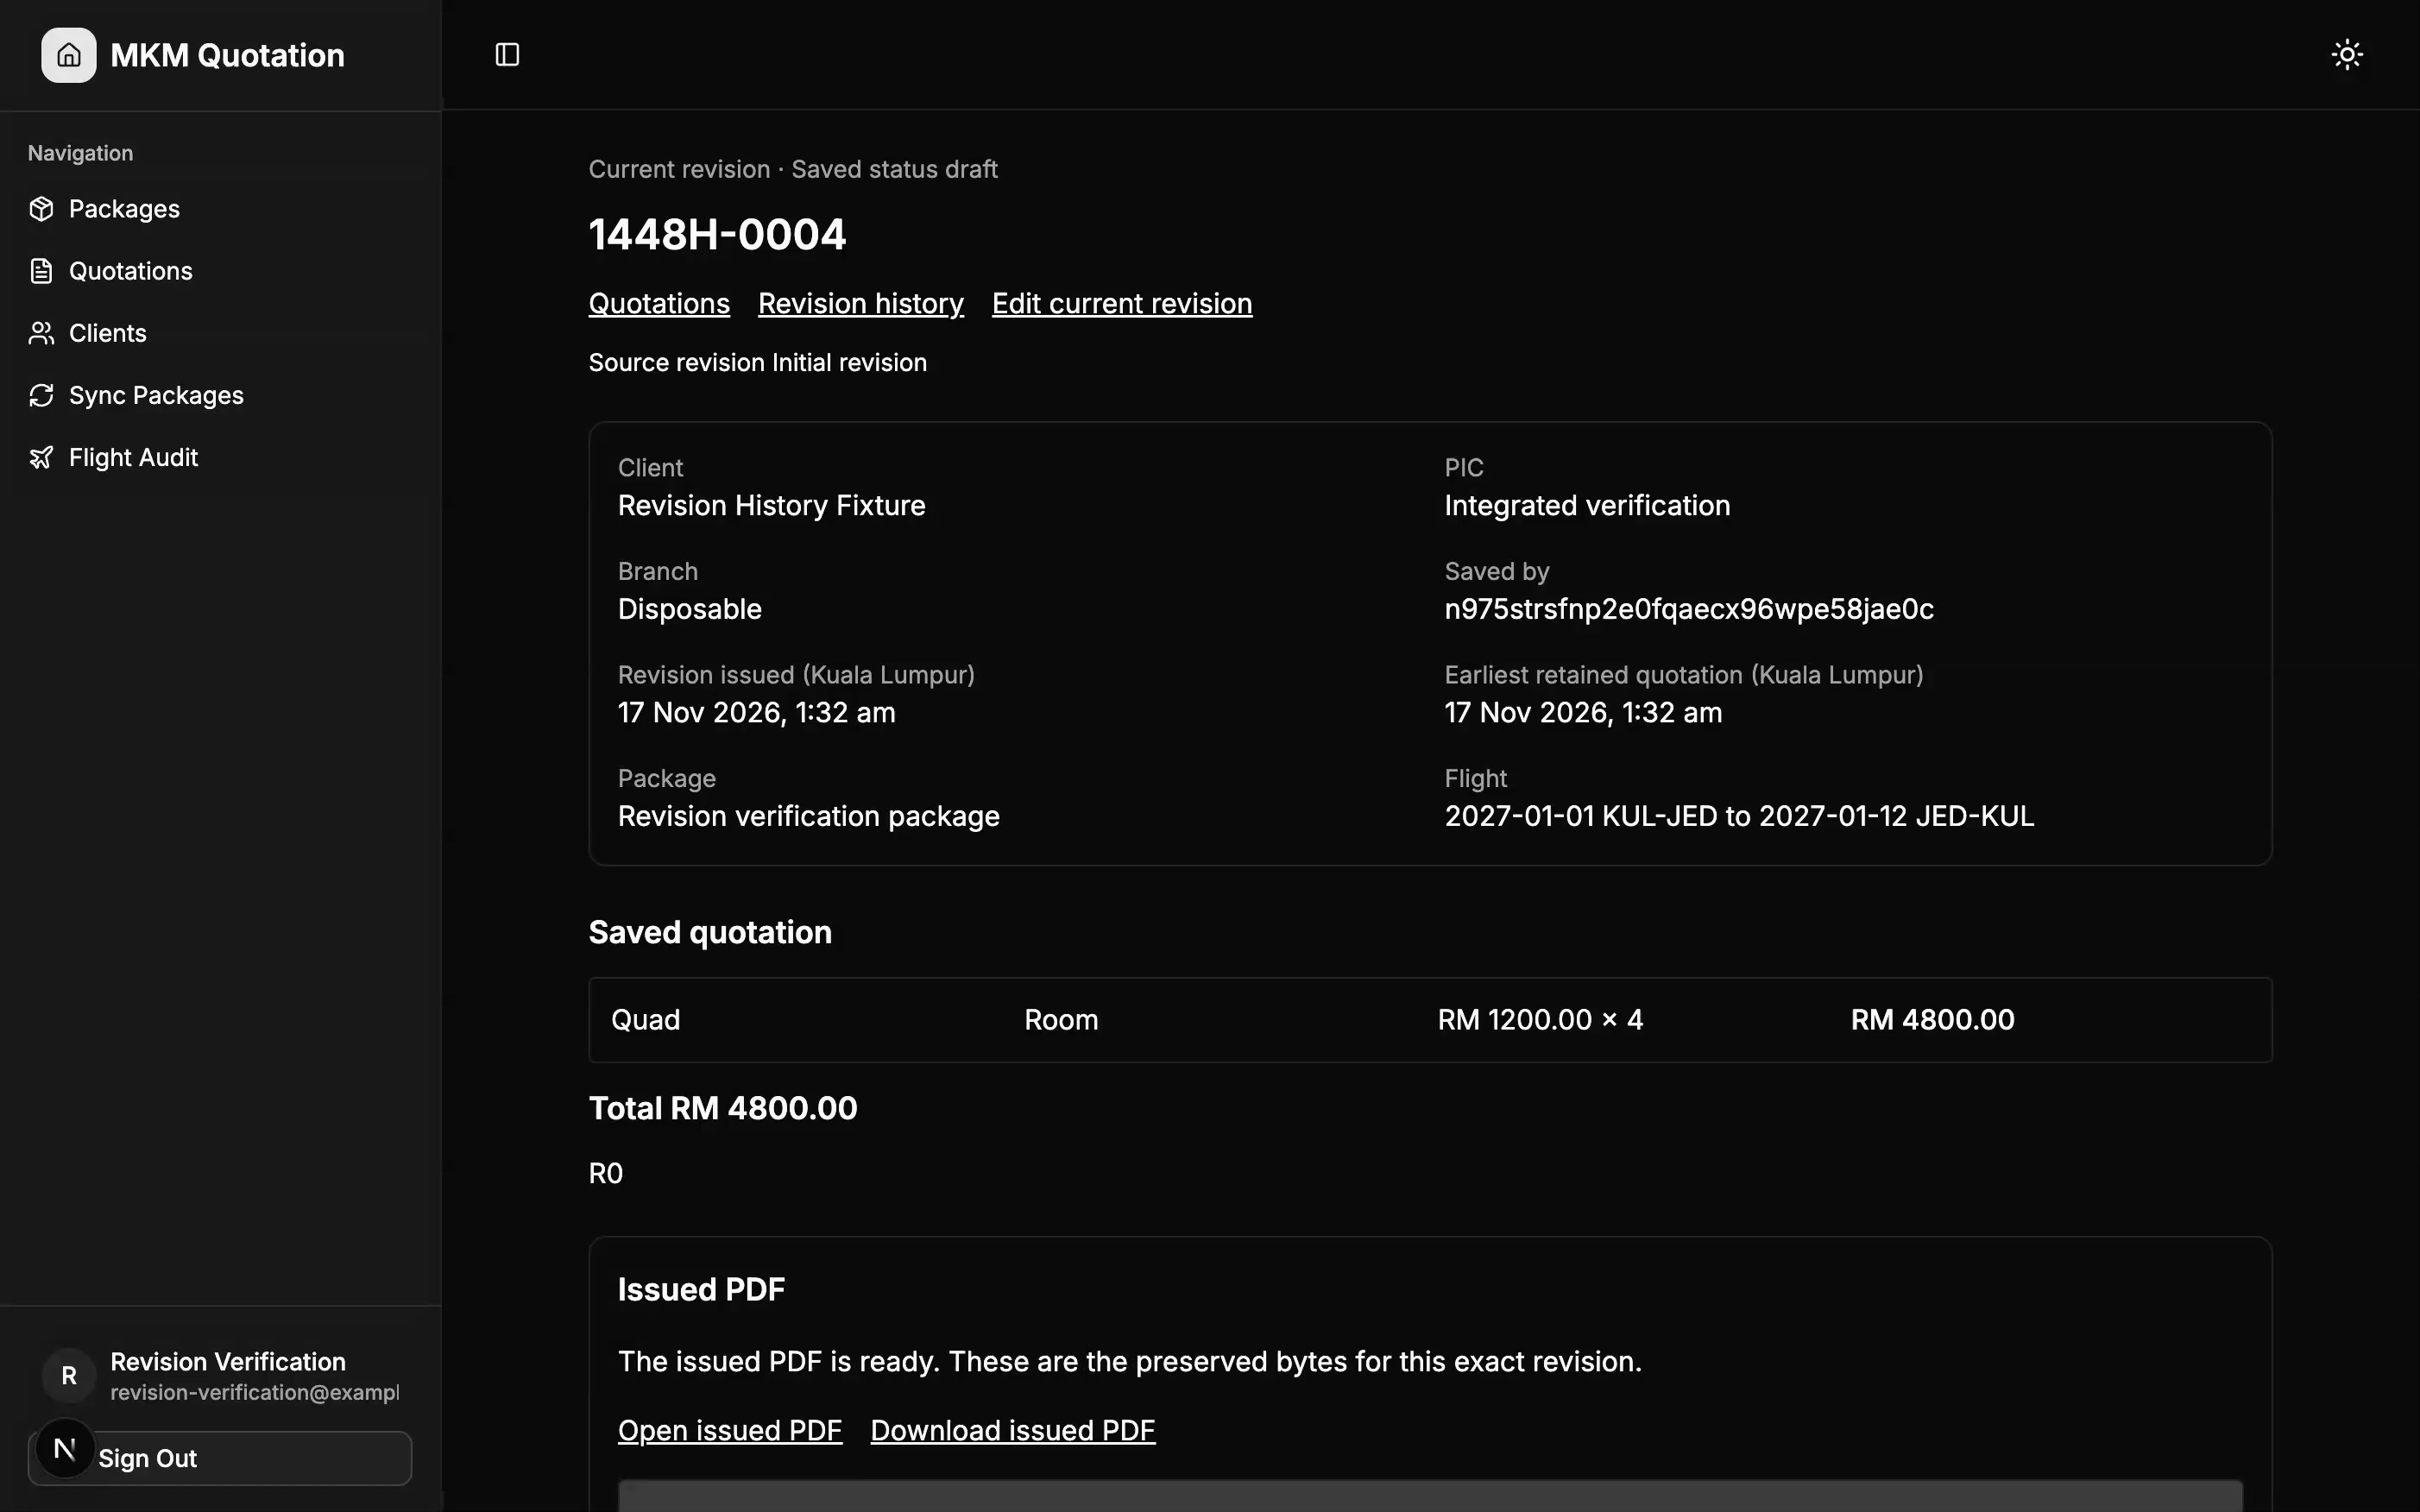 MKM Quotation
Navigation
Packages
Quotations
Clients
Sync Packages
Flight Audit
Revision Verification
R
revision-verification@exampl
N
Sign Out
Current revision · Saved status draft
1448H-0004
Quotations Revision history Edit current revision
Source revision Initial revision
Client
Revision History Fixture
PIC
Integrated verification
Branch
Disposable
Saved by
n975strsfnp2e0fqaecx96wpe58jae0c
Revision issued (Kuala Lumpur)
17 Nov 2026, 1:32 am
Earliest retained quotation (Kuala Lumpur)
17 Nov 2026, 1:32 am
Package
Revision verification package
Flight
2027-01-01 KUL-JED to 2027-01-12 JED-KUL
Saved quotation
Quad Room RM 1200.00 × 4 RM 4800.00
Total RM 4800.00
R0
Issued PDF
The issued PDF is ready. These are the preserved bytes for this exact revision.
Open issued PDF Download issued PDF